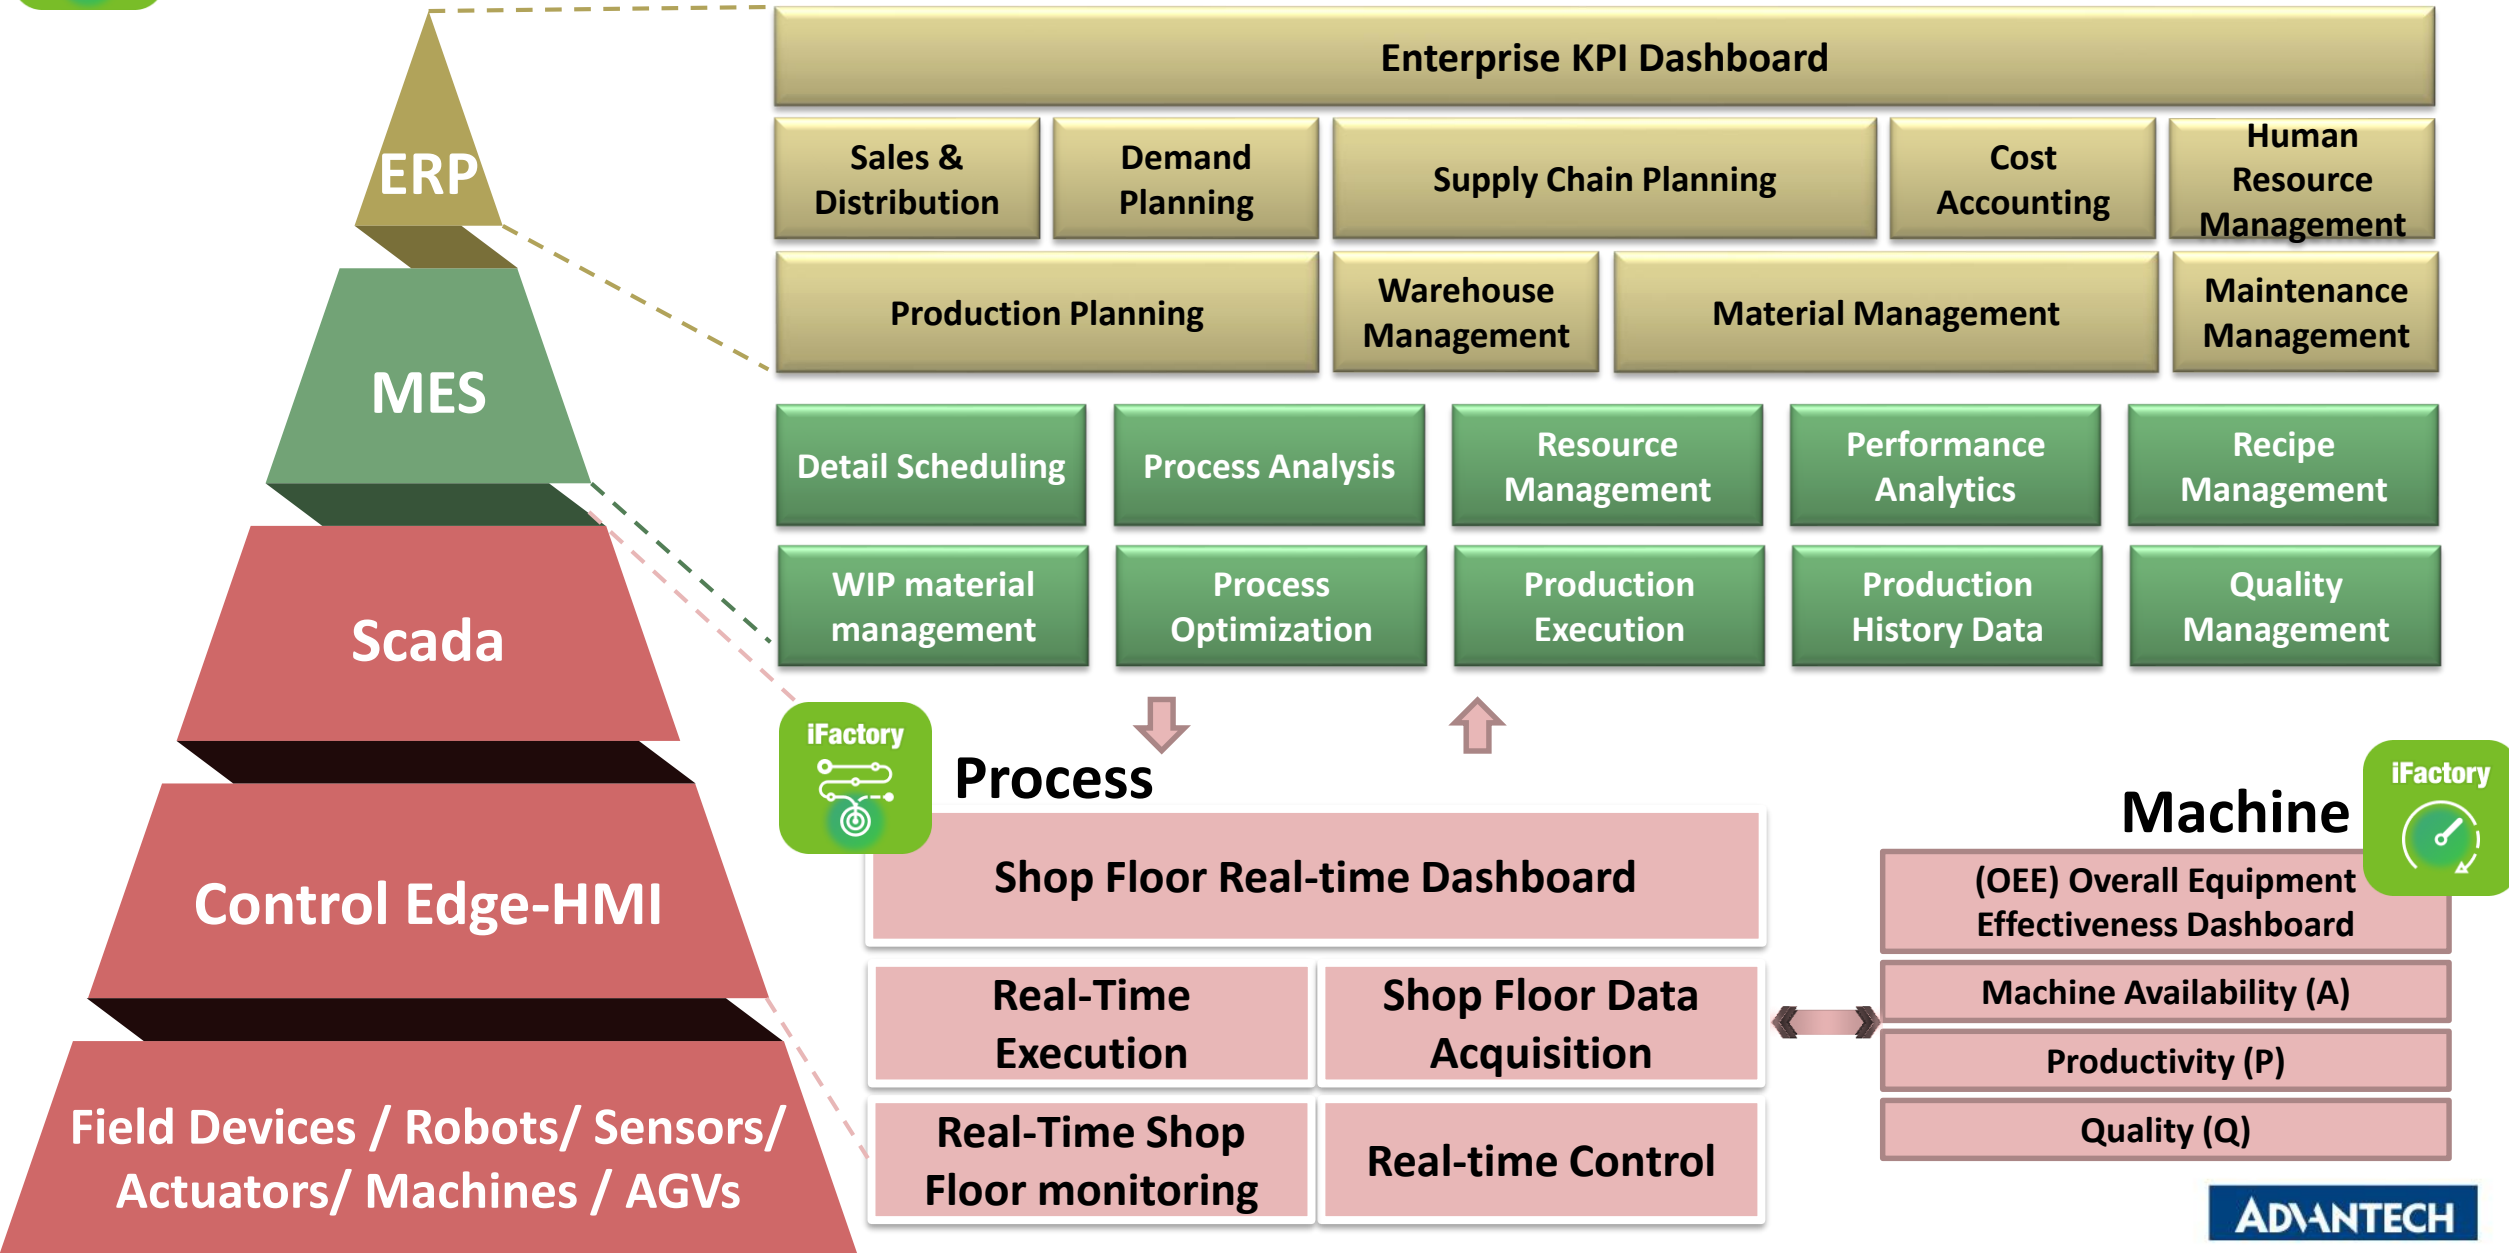 ERP
MES
Scada
Control Edge-HMI
Field Devices / Robots/ Sensors/
Actuators/ Machines / AGVs
Enterprise KPI Dashboard
Sales &
Distribution
Demand
Planning
Supply Chain Planning
Cost
Accounting
Human
Resource
Management
Production Planning
Warehouse
Management
Material Management
Maintenance
Management
Detail Scheduling
Process Analysis
Resource
Management
Performance
Analytics
Recipe
Management
WIP material
management
Process
Optimization
Production
Execution
Production
History Data
Quality
Management
iFactory
Process
Shop Floor Real-time Dashboard
Real-Time
Execution
Shop Floor Data
Acquisition
Real-Time Shop
Floor monitoring
Real-time Control
iFactory
Machine
(OEE) Overall Equipment
Effectiveness Dashboard
Machine Availability (A)
Productivity (P)
Quality (Q)
ADVANTECH